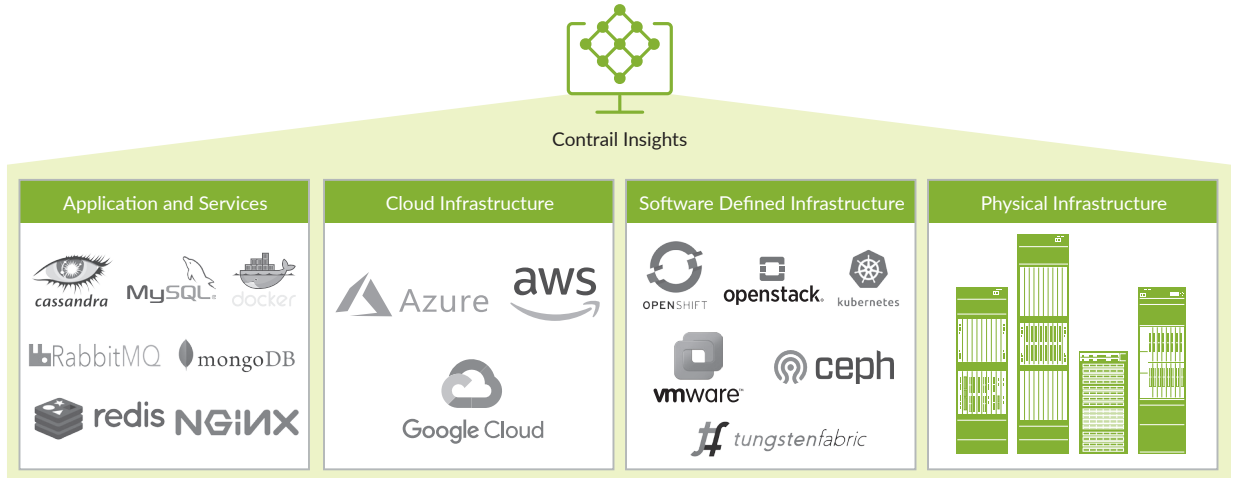 Contrail Insights
Application and Services
cassandra
MySQL®
docker
RabbitMQ
mongoDB
redis
NGiNX
Cloud Infrastructure
Azure
aws
Google Cloud
Software Defined Infrastructure
OPENSHIFT
openstack®
kubernetes
vmware™
ceph
tungstenfabric
Physical Infrastructure